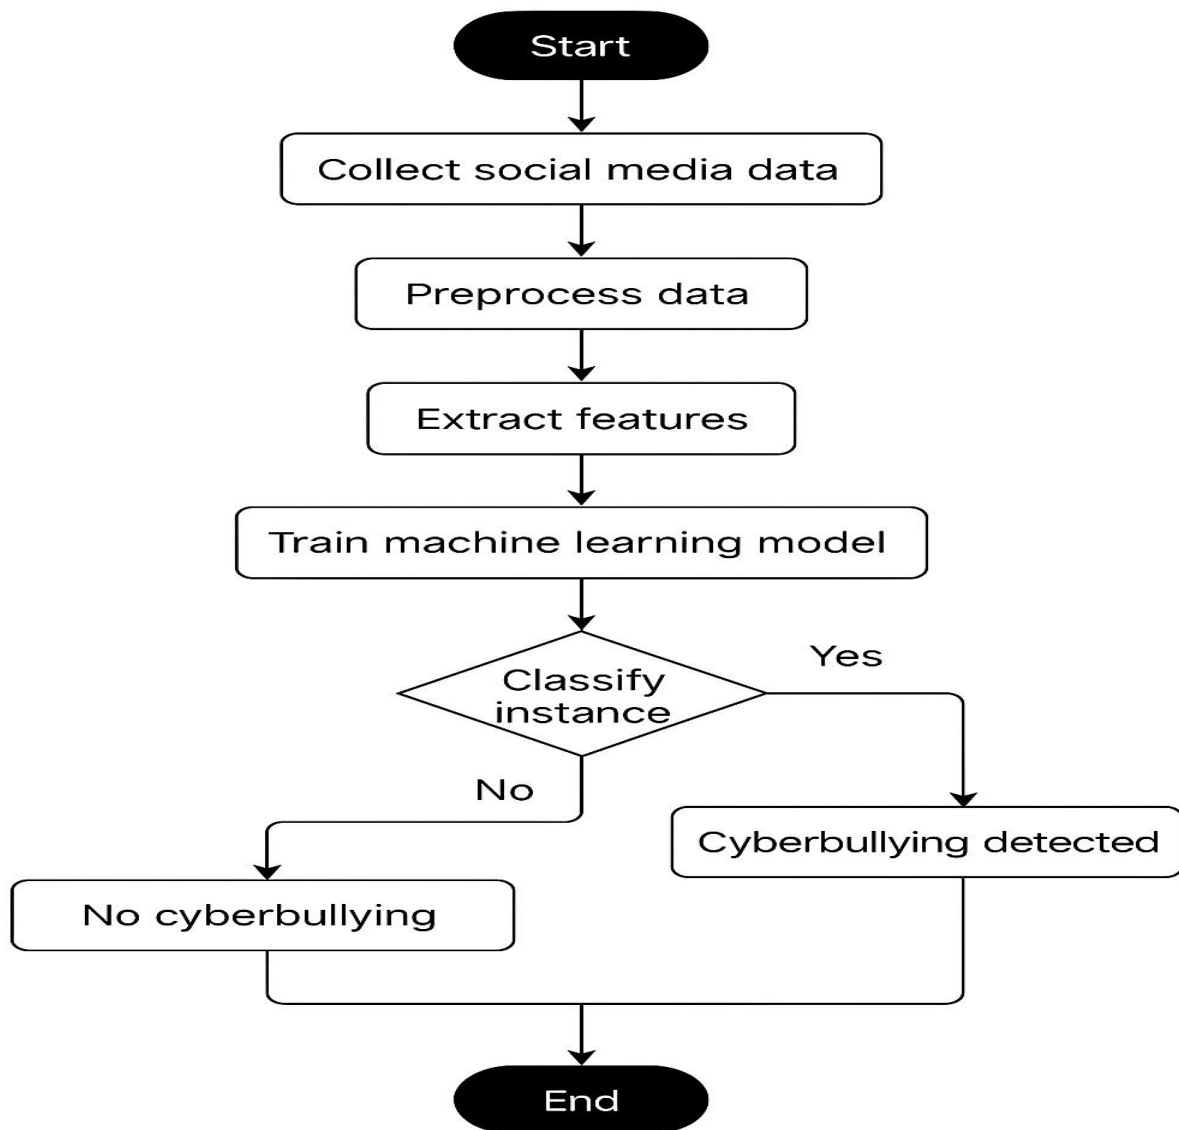 Start
Collect social media data
Preprocess data
Extract features
Train machine learning model
Classify
instance
Yes
No
Cyberbullying detected
No cyberbullying
End